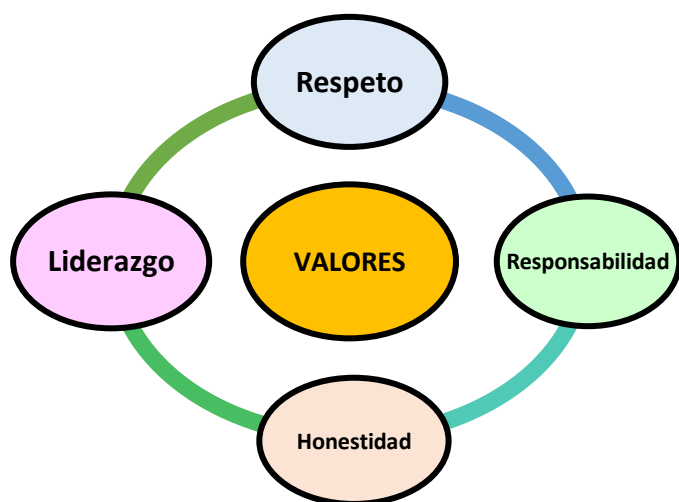 Respeto
Liderazgo
VALORES
Responsabilidad
Honestidad